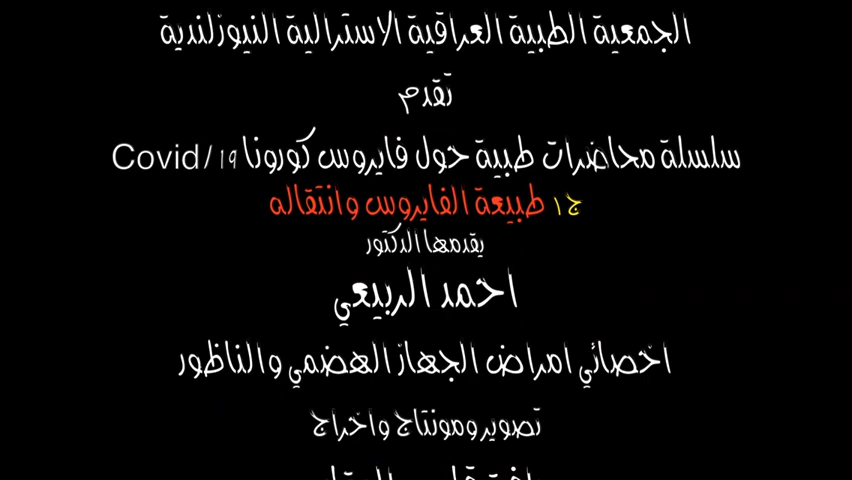 الجمعية الطبية العراقية الاسترالية النيوزلندية
تقدم
سلسلة محاضرات طبية حول فايروس كورونا Covid/١٩
ج١ طبيعة الفايروس وانتقاله
يقدمها الدكتور
احمد الربيعي
اخصائي امراض الجهاز الهضمي والناظور
تصوير ومونتاج واخراج